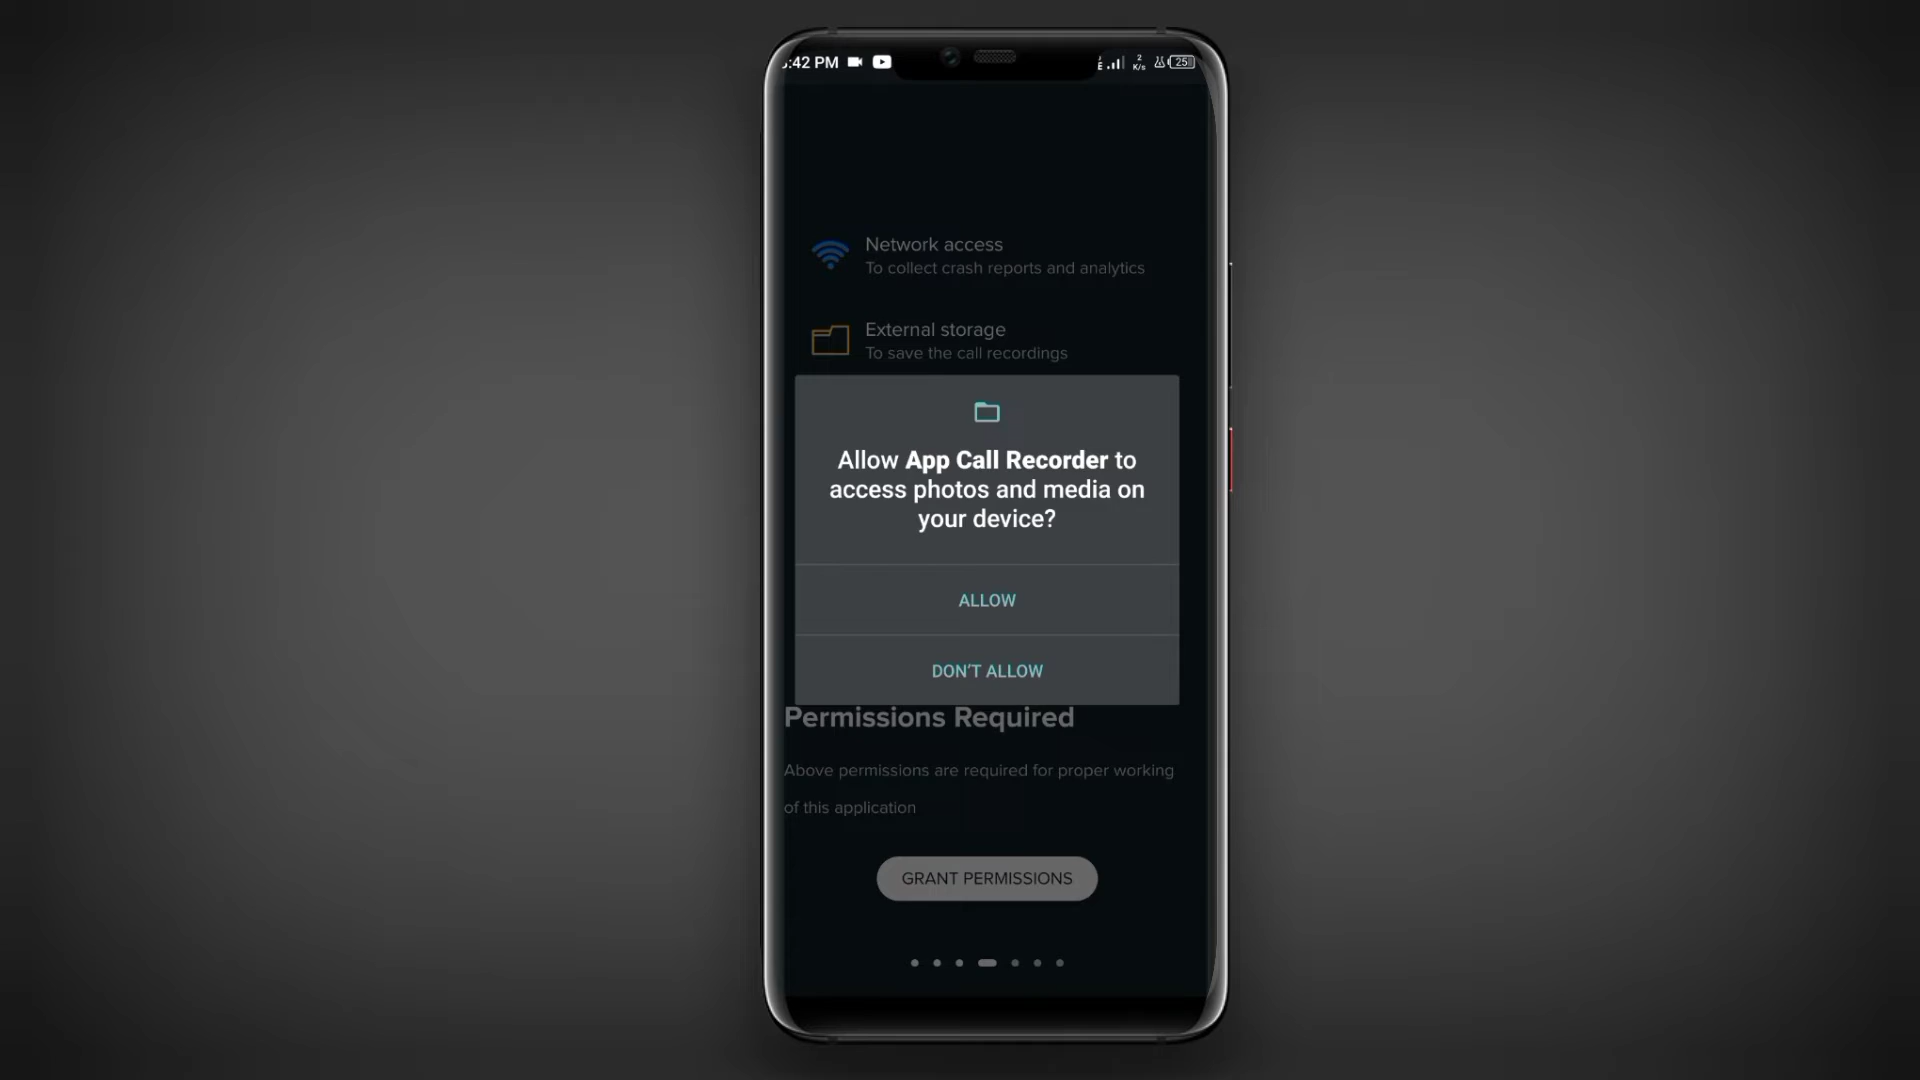 :42 PM
2
K/s
25
Network access
To collect crash reports and analytics
External storage
To save the call recordings
Allow App Call Recorder to
access photos and media on
your device?
ALLOW
DON'T ALLOW
Permissions Required
Above permissions are required for proper working
of this application
GRANT PERMISSIONS